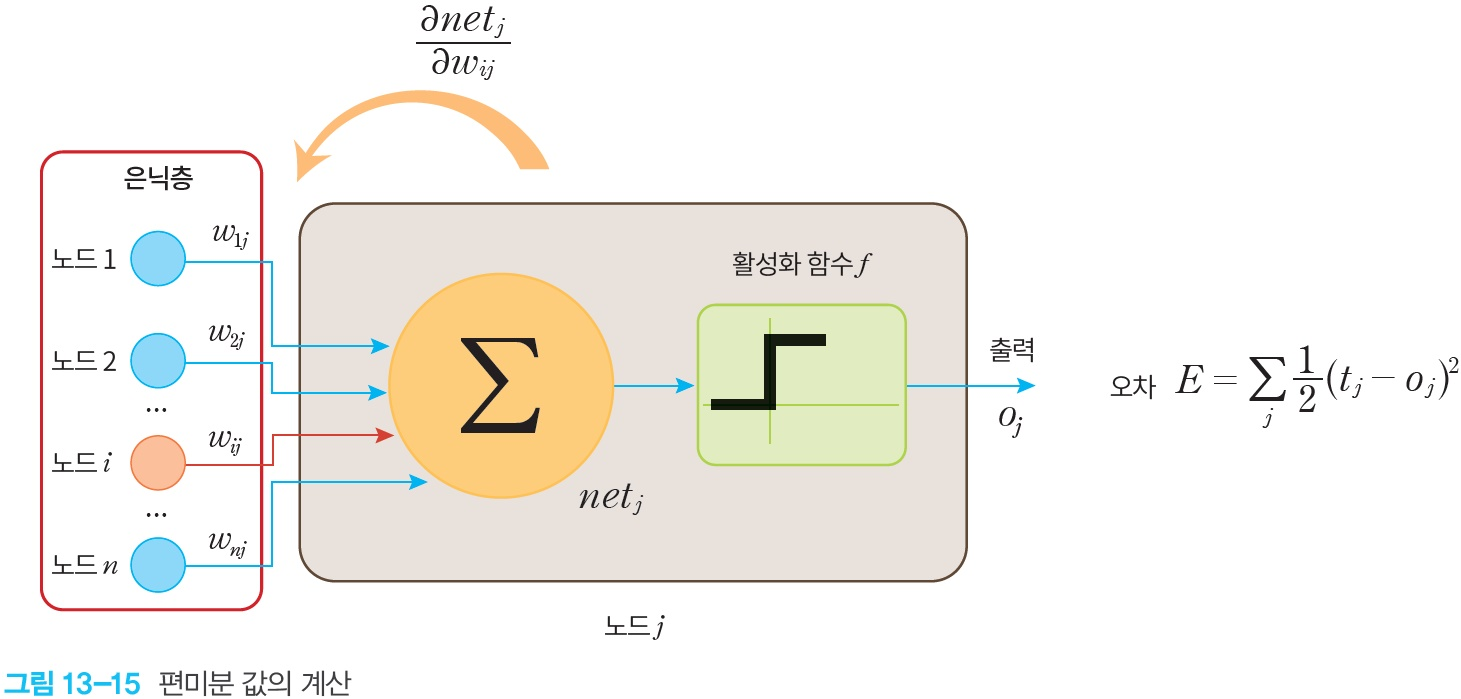 ∂net_j / ∂w_ij
은닉층
노드 1
w_1j
노드 2
w_2j
...
노드 i
w_ij
...
노드 n
w_nj
∑
net_j
활성화 함수 f
출력
o_j
오차 E = ∑_j 1/2 (t_j − o_j)^2
노드 j
그림 13–15 편미분 값의 계산